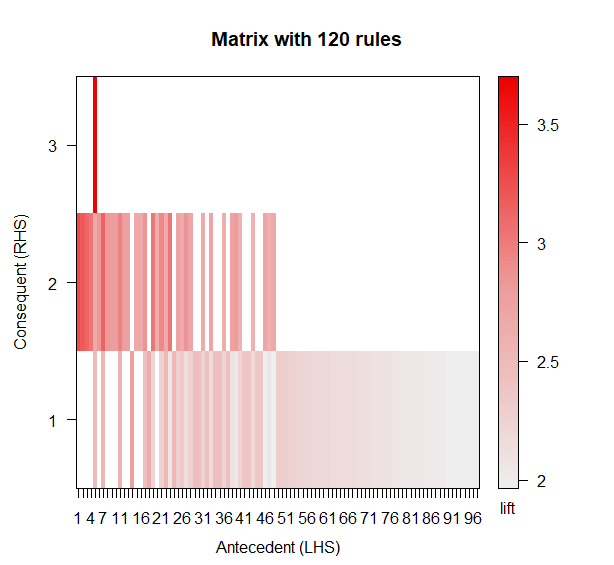 Matrix with 120 rules
3.5
3
3
Consequent (RHS)
2
2.5
1
2
lift
1 4 7 11 16 21 26 31 36 41 46 51 56 61 66 71 76 81 86 91 96
Antecedent (LHS)